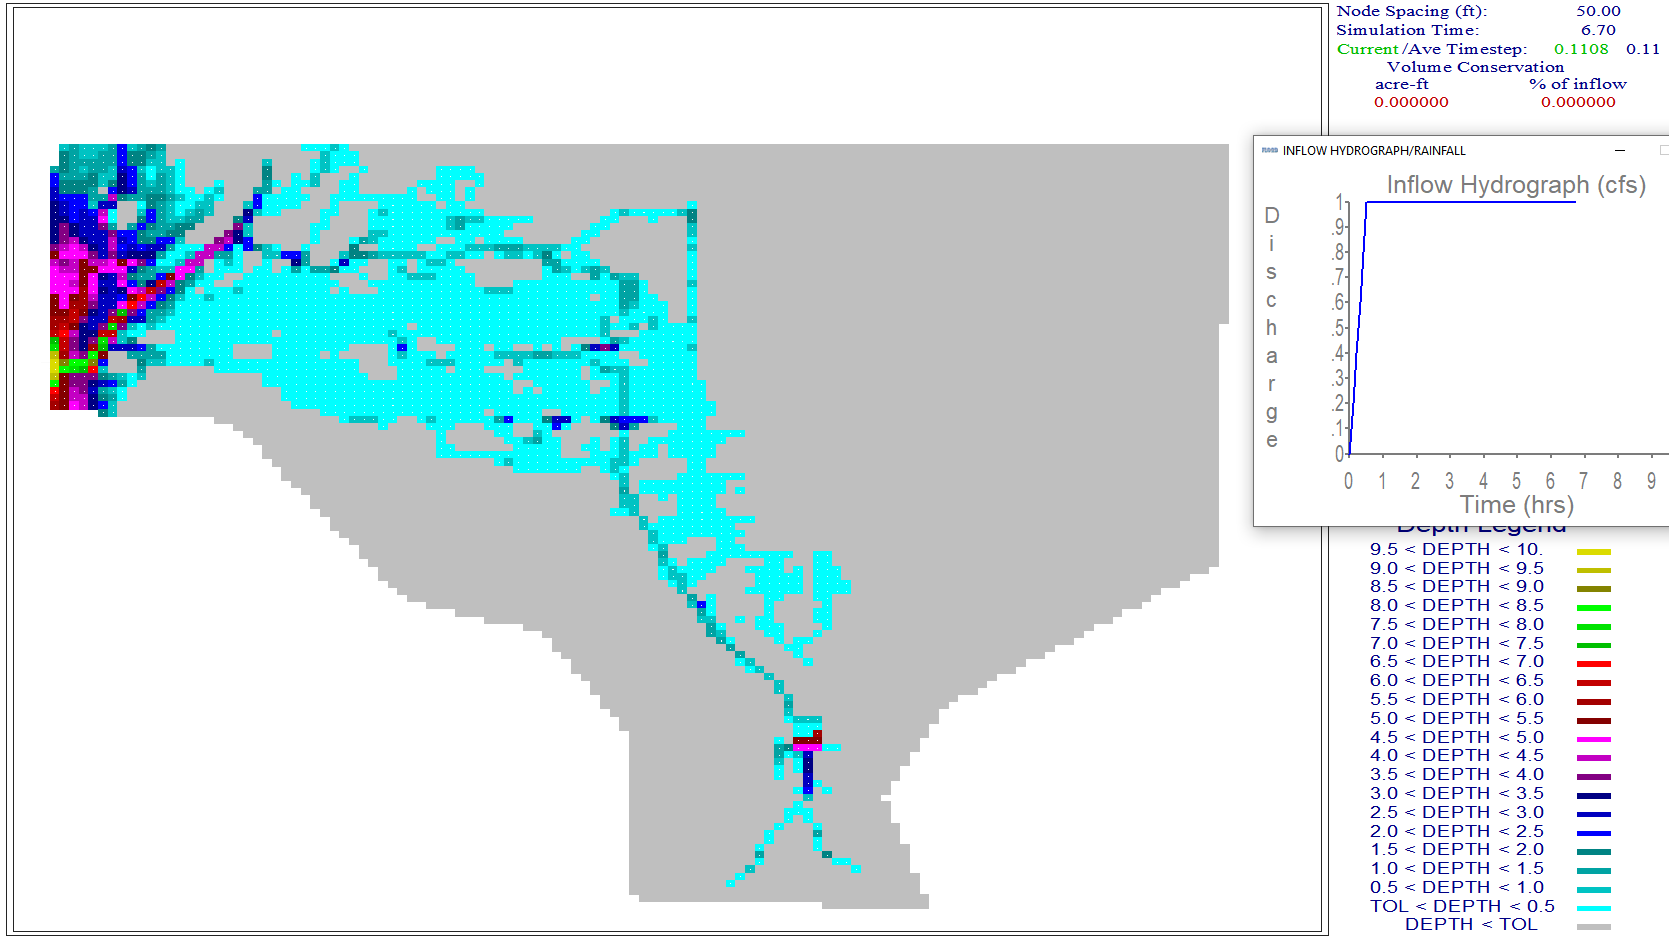 Node Spacing (ft): 50.00
Simulation Time: 6.70
Current/Ave Timestep: 0.1108 0.11
Volume Conservation
acre-ft % of inflow
0.000000 0.000000
INFLOW HYDROGRAPH/RAINFALL
Inflow Hydrograph (cfs)
Discharge
1
.9
.8
.7
.6
.5
.4
.3
.2
.1
0
0 1 2 3 4 5 6 7 8 9
Time (hrs)
Depth Legend
9.5 < DEPTH < 10.
9.0 < DEPTH < 9.5
8.5 < DEPTH < 9.0
8.0 < DEPTH < 8.5
7.5 < DEPTH < 8.0
7.0 < DEPTH < 7.5
6.5 < DEPTH < 7.0
6.0 < DEPTH < 6.5
5.5 < DEPTH < 6.0
5.0 < DEPTH < 5.5
4.5 < DEPTH < 5.0
4.0 < DEPTH < 4.5
3.5 < DEPTH < 4.0
3.0 < DEPTH < 3.5
2.5 < DEPTH < 3.0
2.0 < DEPTH < 2.5
1.5 < DEPTH < 2.0
1.0 < DEPTH < 1.5
0.5 < DEPTH < 1.0
TOL < DEPTH < 0.5
DEPTH < TOL